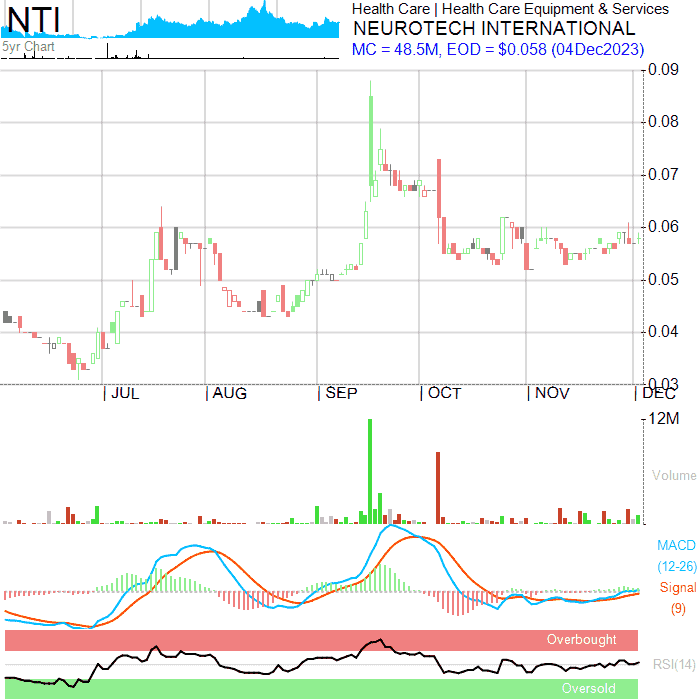 NTI
5yr Chart
Health Care | Health Care Equipment & Services
NEUROTECH INTERNATIONAL
MC = 48.5M, EOD = $0.058 (04Dec2023)
0.09
0.08
0.07
0.06
0.05
0.04
0.03
JUL
AUG
SEP
OCT
NOV
DEC
12M
Volume
MACD
(12-26)
Signal
(9)
Overbought
RSI(14)
Oversold